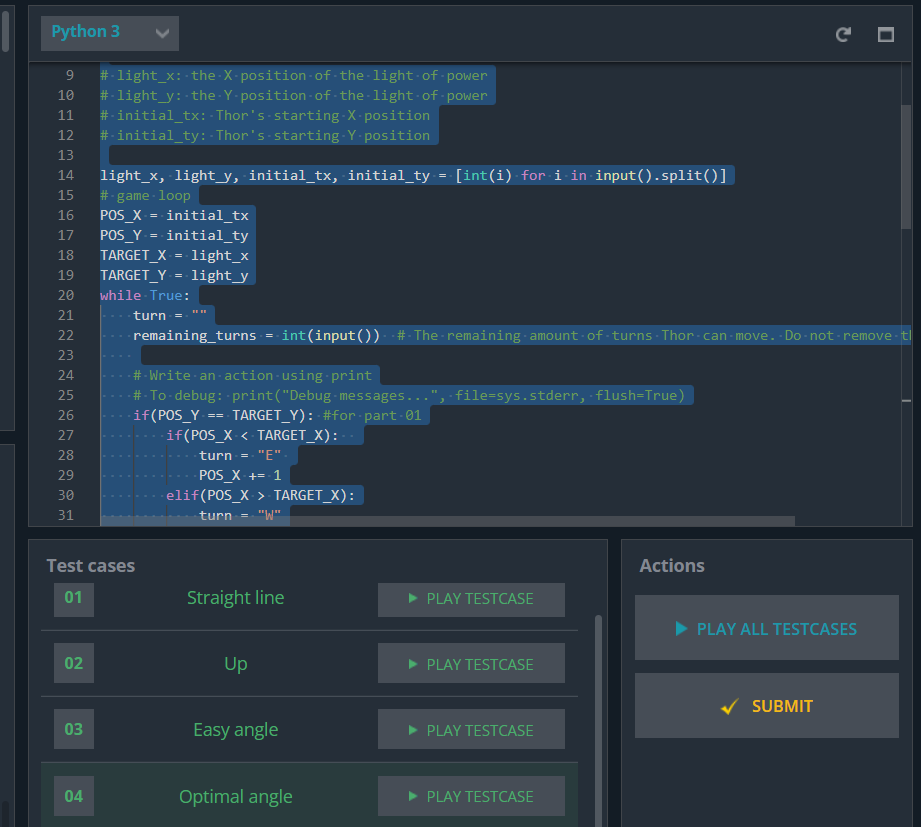 Python 3
9 # light_x: the X position of the light of power
10 # light_y: the Y position of the light of power
11 # initial_tx: Thor's starting X position
12 # initial_ty: Thor's starting Y position
13
14 light_x, light_y, initial_tx, initial_ty = [int(i) for i in input().split()]
15 # game loop
16 POS_X = initial_tx
17 POS_Y = initial_ty
18 TARGET_X = light_x
19 TARGET_Y = light_y
20 while True:
21     turn = ""
22     remaining_turns = int(input())  # The remaining amount of turns Thor can move. Do not remove
23
24     # Write an action using print
25     # To debug: print("Debug messages...", file=sys.stderr, flush=True)
26     if(POS_Y == TARGET_Y): #for part 01
27         if(POS_X < TARGET_X):
28             turn = "E"
29             POS_X += 1
30         elif(POS_X > TARGET_X):
31             turn = "W"
Test cases
01 Straight line PLAY TESTCASE
02 Up PLAY TESTCASE
03 Easy angle PLAY TESTCASE
04 Optimal angle PLAY TESTCASE
Actions
PLAY ALL TESTCASES
SUBMIT